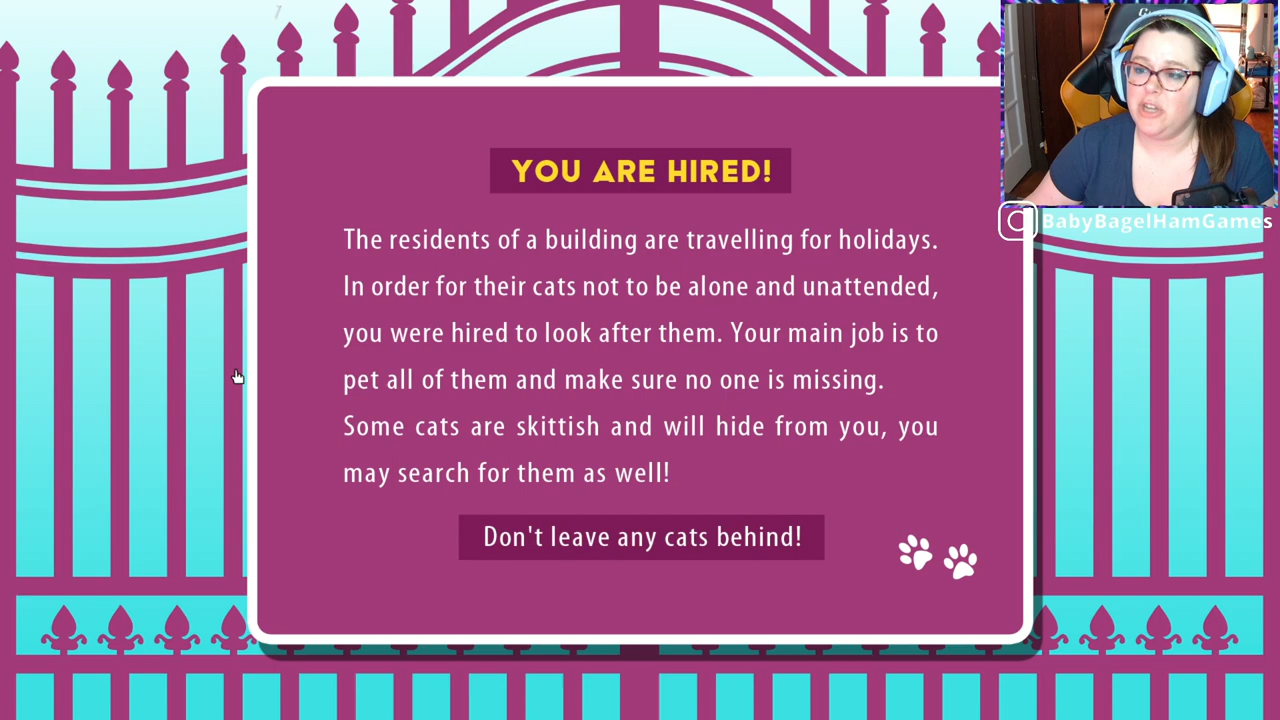 YOU ARE HIRED!
The residents of a building are travelling for holidays.
In order for their cats not to be alone and unattended,
you were hired to look after them. Your main job is to
pet all of them and make sure no one is missing.
Some cats are skittish and will hide from you, you
may search for them as well!
Don't leave any cats behind!
BabyBagelHamGames